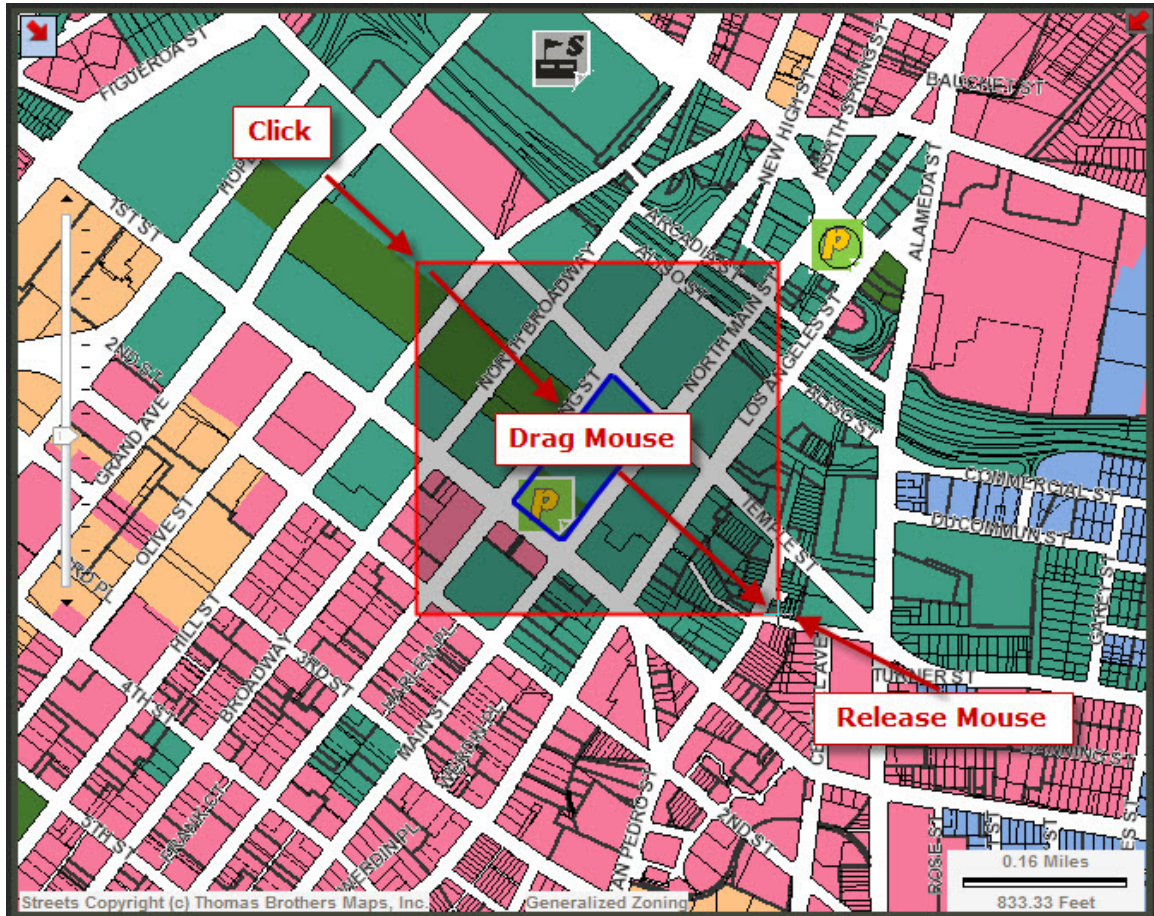 FIGUEROA ST
S
BAUCHET ST
NEW HIGH ST
NORTH SPRING ST
Click
ALAMEDA ST
1ST ST
ARCADIA ST
ALISO ST
P
NORTH BROADWAY
NORTH MAIN ST
LOS ANGELES ST
2ND ST
GRAND AVE
ALISO ST
Drag Mouse
COMMERCIAL ST
DUCOMMUN ST
P
OLIVE ST
TEMPLE ST
HILL ST
3RD ST
BROADWAY
4TH ST
MAIN ST
TURNER ST
Release Mouse
2ND ST
5TH ST
ROSE ST
0.16 Miles
833.33 Feet
Streets Copyright (c) Thomas Brothers Maps, Inc.
Generalized Zoning